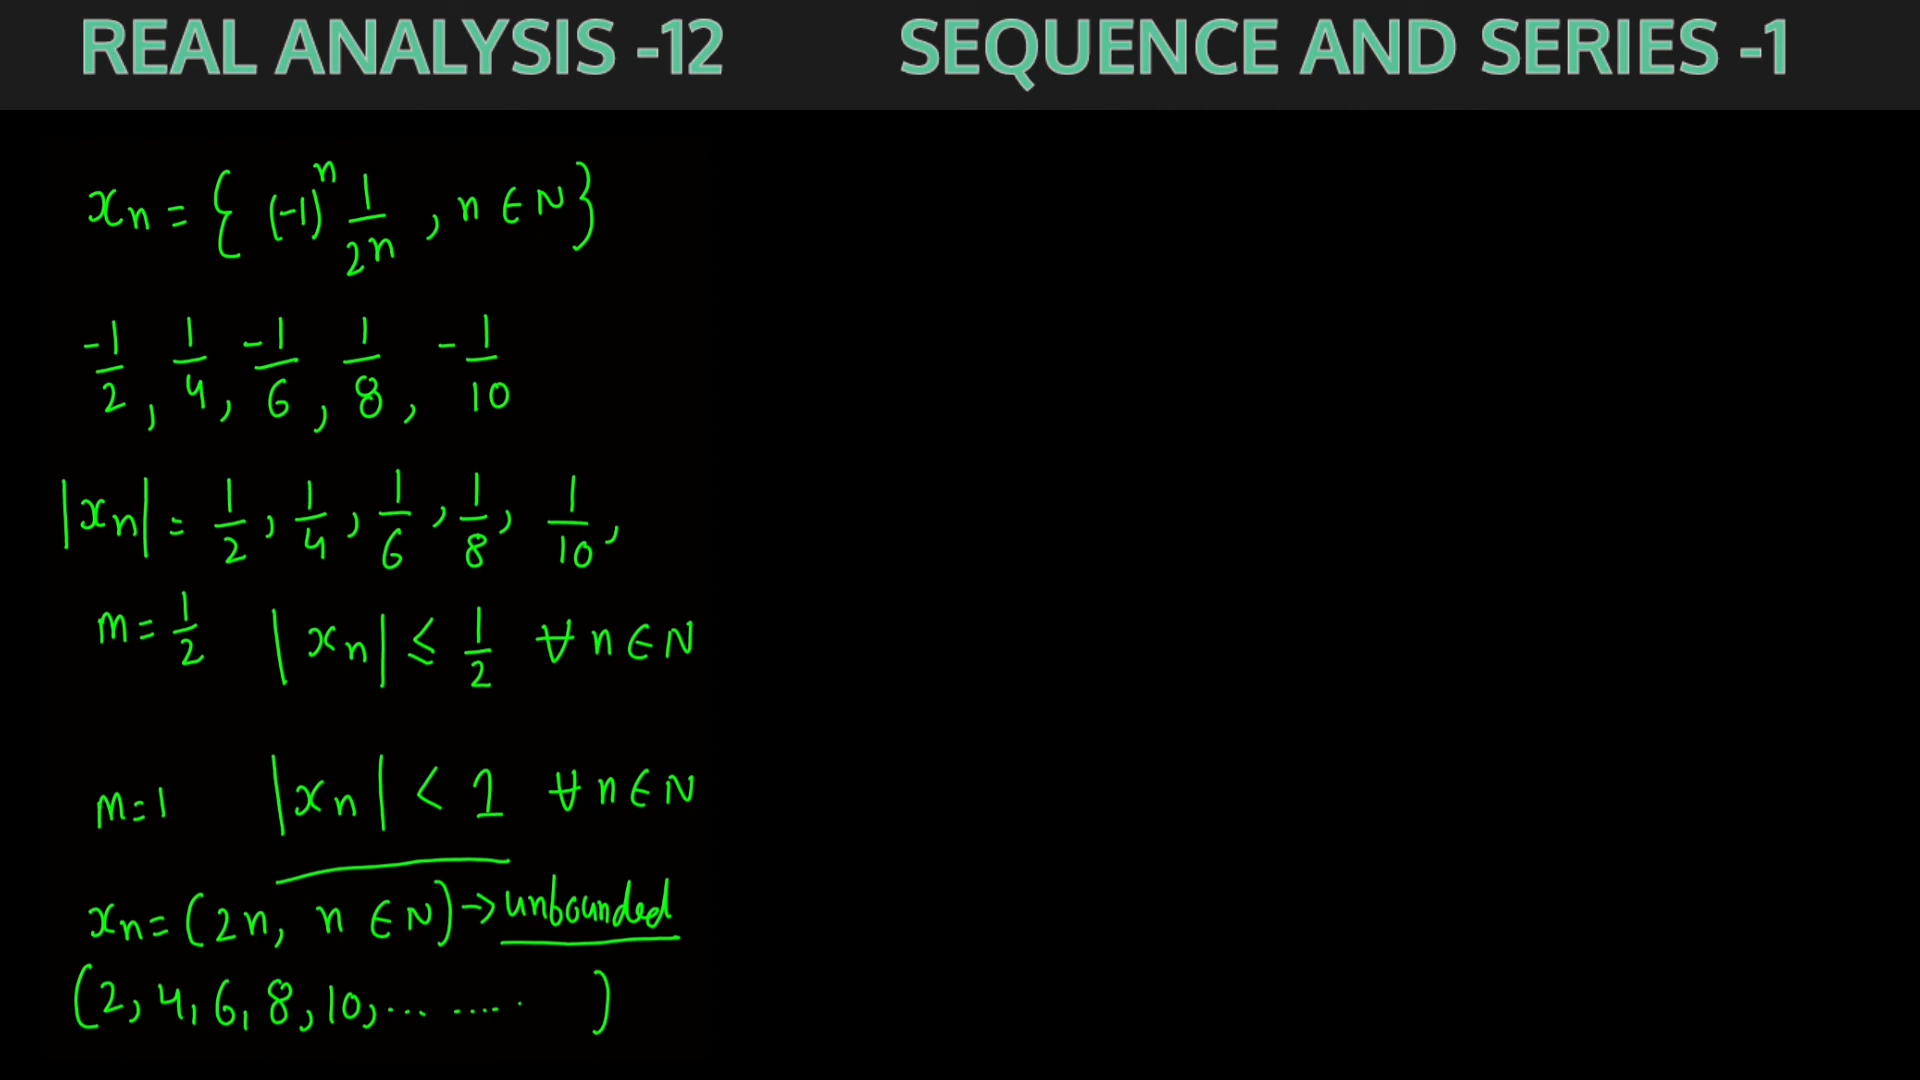 REAL ANALYSIS -12 SEQUENCE AND SERIES -1
xn = { (-1)^n 1/2n , n ∈ N }
-1/2 , 1/4 , -1/6 , 1/8 , -1/10
|xn| = 1/2 , 1/4 , 1/6 , 1/8 , 1/10 ,
m = 1/2 |xn| ≤ 1/2 ∀ n ∈ N
m=1 |xn| < 1 ∀ n ∈ N
xn = (2n, n ∈ N) → unbounded
(2, 4, 6, 8, 10, ... ..... )